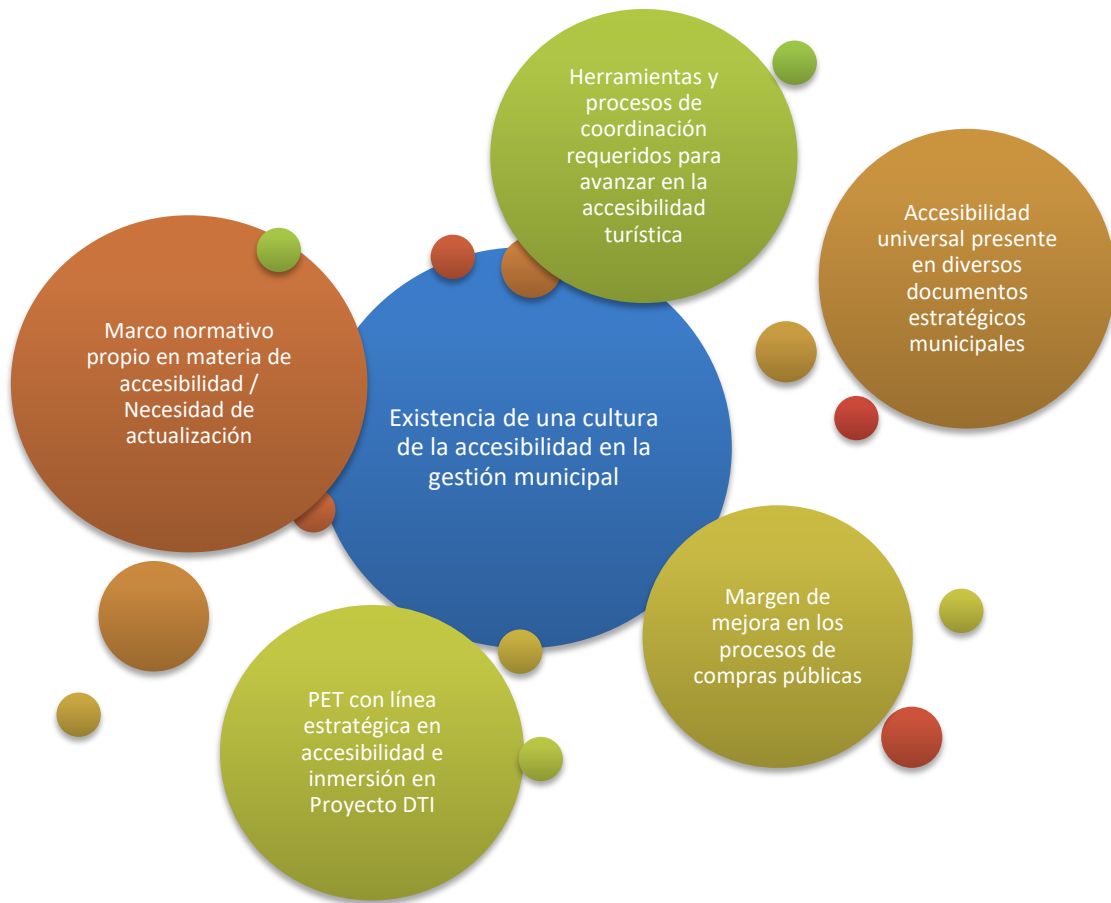 Herramientas y
procesos de
coordinación
requeridos para
avanzar en la
accesibilidad
turística
Accesibilidad
universal presente
en diversos
documentos
estratégicos
municipales
Marco normativo
propio en materia de
accesibilidad /
Necesidad de
actualización
Existencia de una cultura
de la accesibilidad en la
gestión municipal
Margen de
mejora en los
procesos de
compras públicas
PET con línea
estratégica en
accesibilidad e
inmersión en
Proyecto DTI